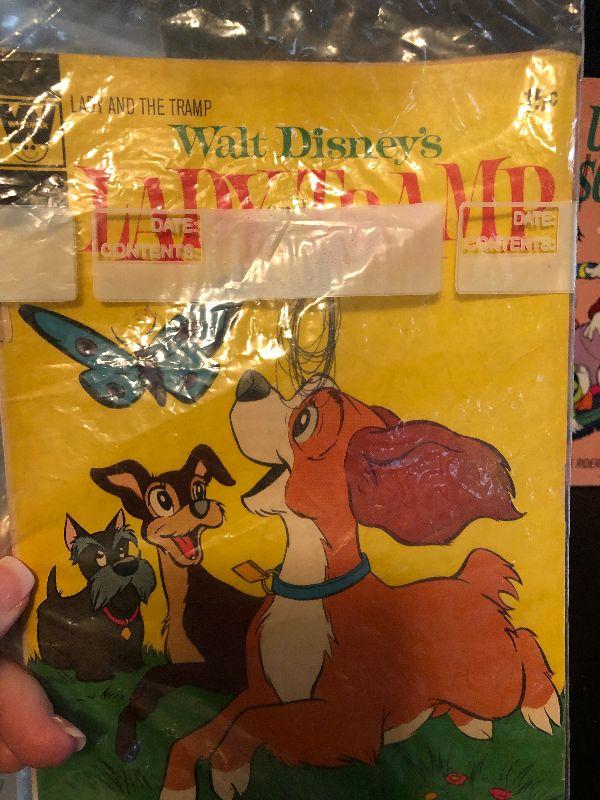 LADY AND THE TRAMP
15¢
Walt Disney's
LADY
TRAMP
DATE:
CONTENTS:
DATE:
CONTENTS: